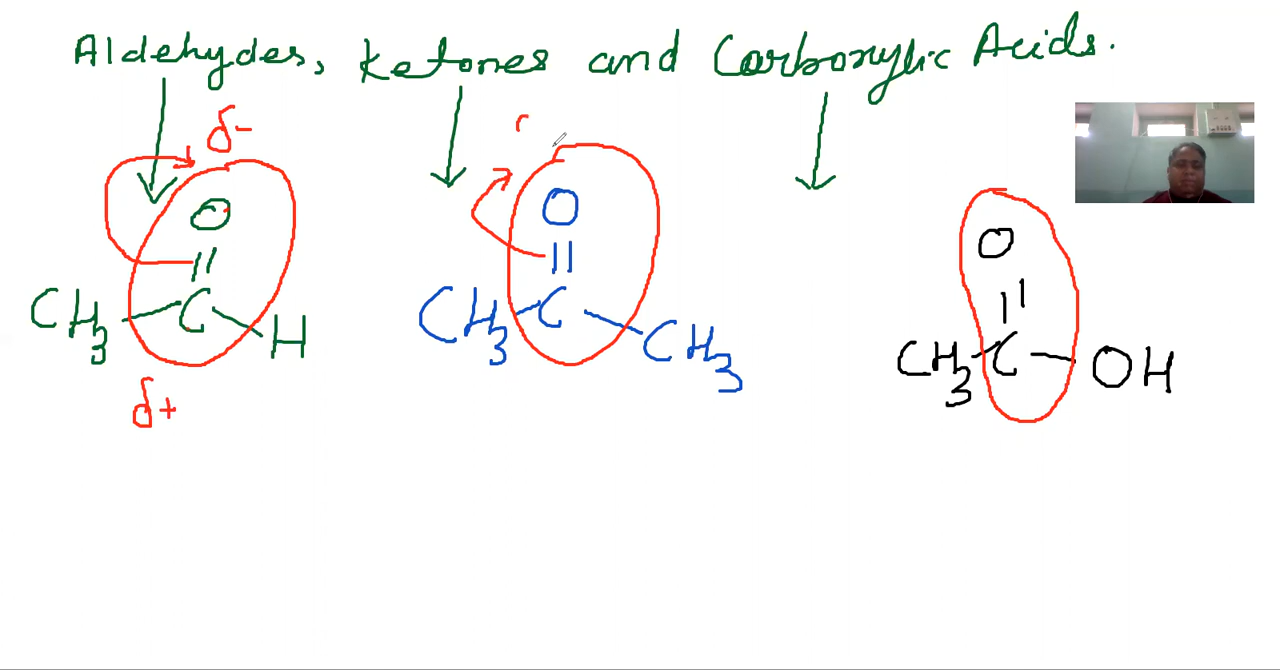 Aldehydes, Ketones and Carboxylic Acids.
δ-
O O O
|| || ||
CH3 - C - H CH3 - C - CH3 CH3 - C - OH
δ+